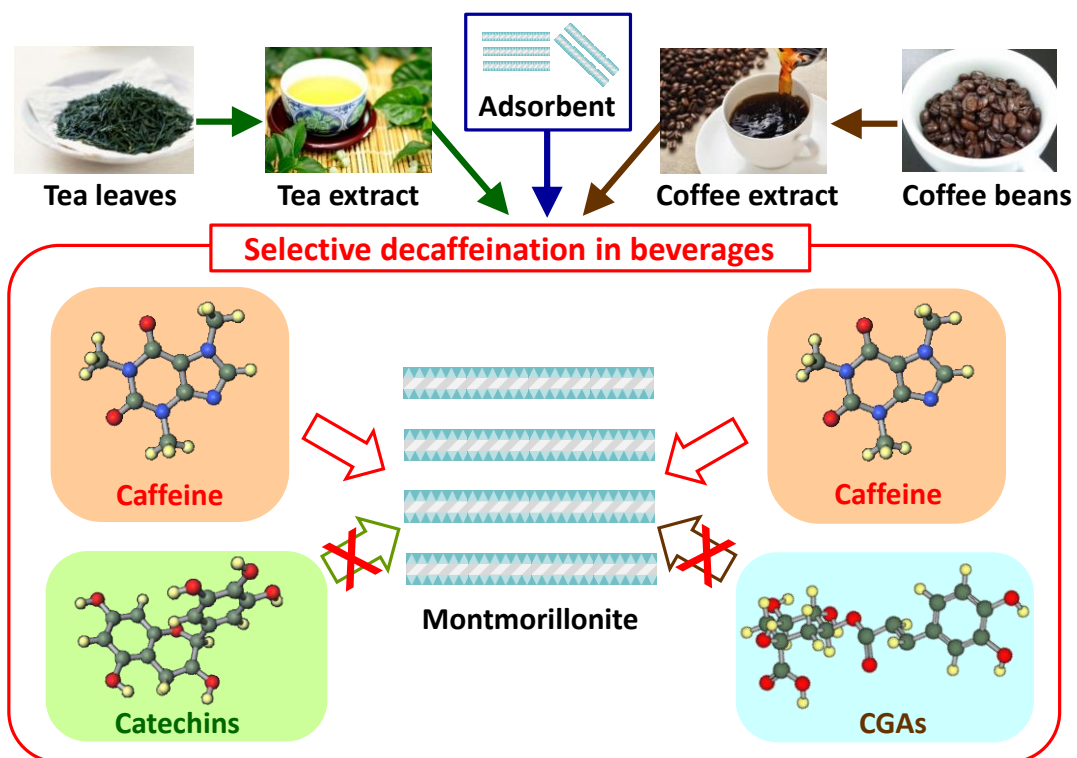 Adsorbent
Tea leaves
Tea extract
Coffee extract
Coffee beans
Selective decaffeination in beverages
Caffeine
Caffeine
Montmorillonite
Catechins
CGAs